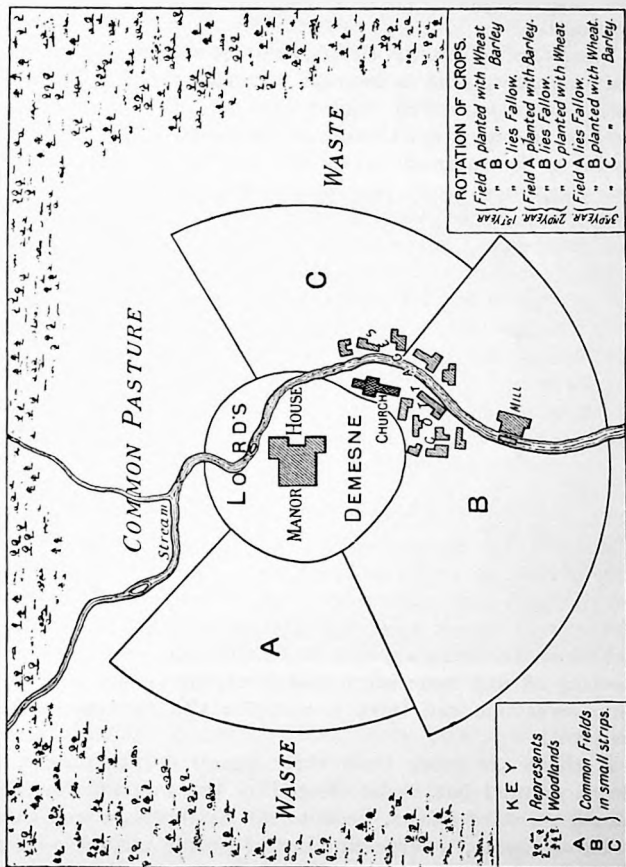 COMMON PASTURE
Stream
WASTE
WASTE
LORD'S
MANOR HOUSE
DEMESNE
CHURCH
COTTAGES
MILL
A
B
C
ROTATION OF CROPS
1ST YEAR. { Field A planted with Wheat
" B " " Barley
" C lies Fallow.
2ND YEAR { Field A planted with Barley.
" B lies Fallow.
" C planted with Wheat
3RD YEAR { Field A lies Fallow.
" B planted with Wheat.
" C " " Barley.
KEY
Represents
Woodlands
A
B
C
Common Fields
in small strips.